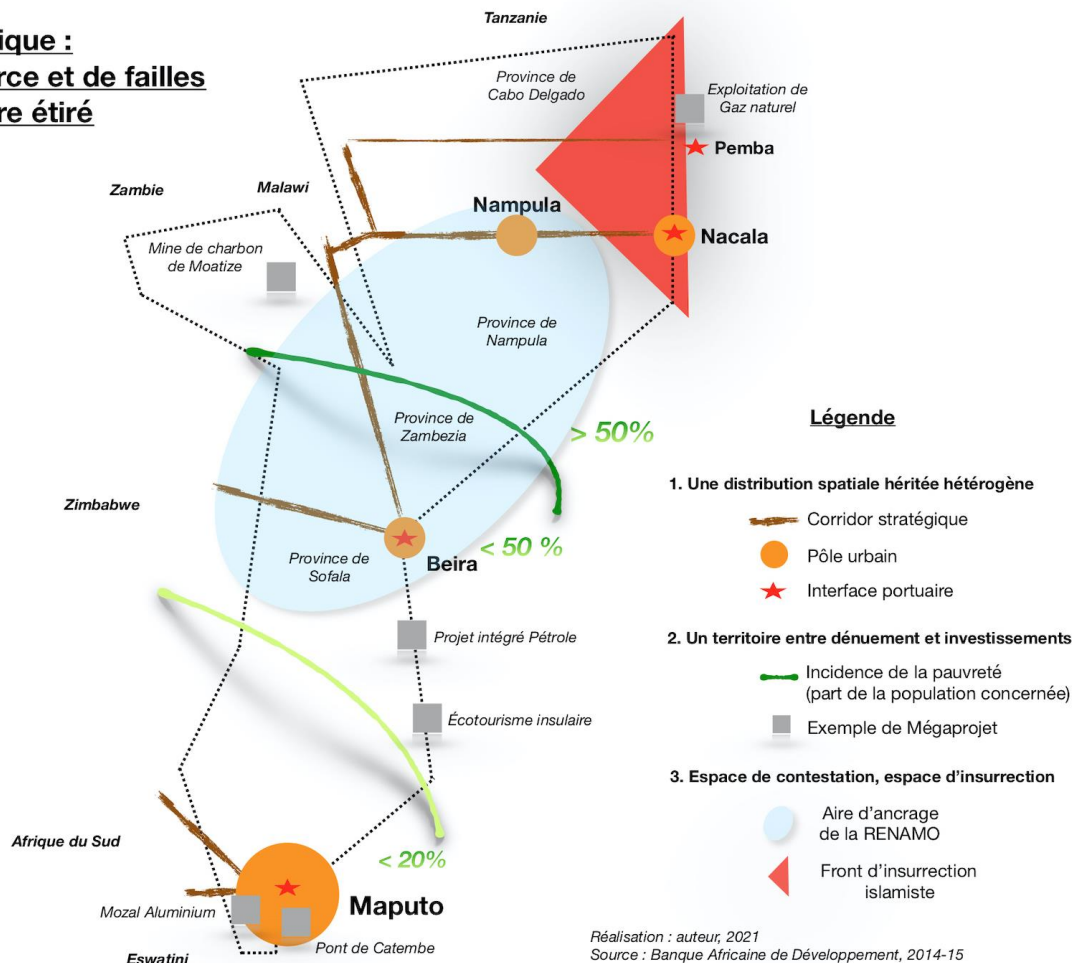 ique :
rce et de failles
re étiré
Tanzanie
Province de
Cabo Delgado
Exploitation de
Gaz naturel
Pemba
Zambie
Malawi
Nampula
Nacala
Mine de charbon
de Moatize
Province de
Nampula
Province de
Zambezia
> 50%
Zimbabwe
< 50 %
Beira
Province de
Sofala
Projet intégré Pétrole
Écotourisme insulaire
Afrique du Sud
< 20%
Maputo
Mozal Aluminium
Pont de Catembe
Eswatini
Légende
1. Une distribution spatiale héritée hétérogène
Corridor stratégique
Pôle urbain
Interface portuaire
2. Un territoire entre dénuement et investissements
Incidence de la pauvreté
(part de la population concernée)
Exemple de Mégaprojet
3. Espace de contestation, espace d’insurrection
Aire d’ancrage
de la RENAMO
Front d’insurrection
islamiste
Réalisation : auteur, 2021
Source : Banque Africaine de Développement, 2014-15